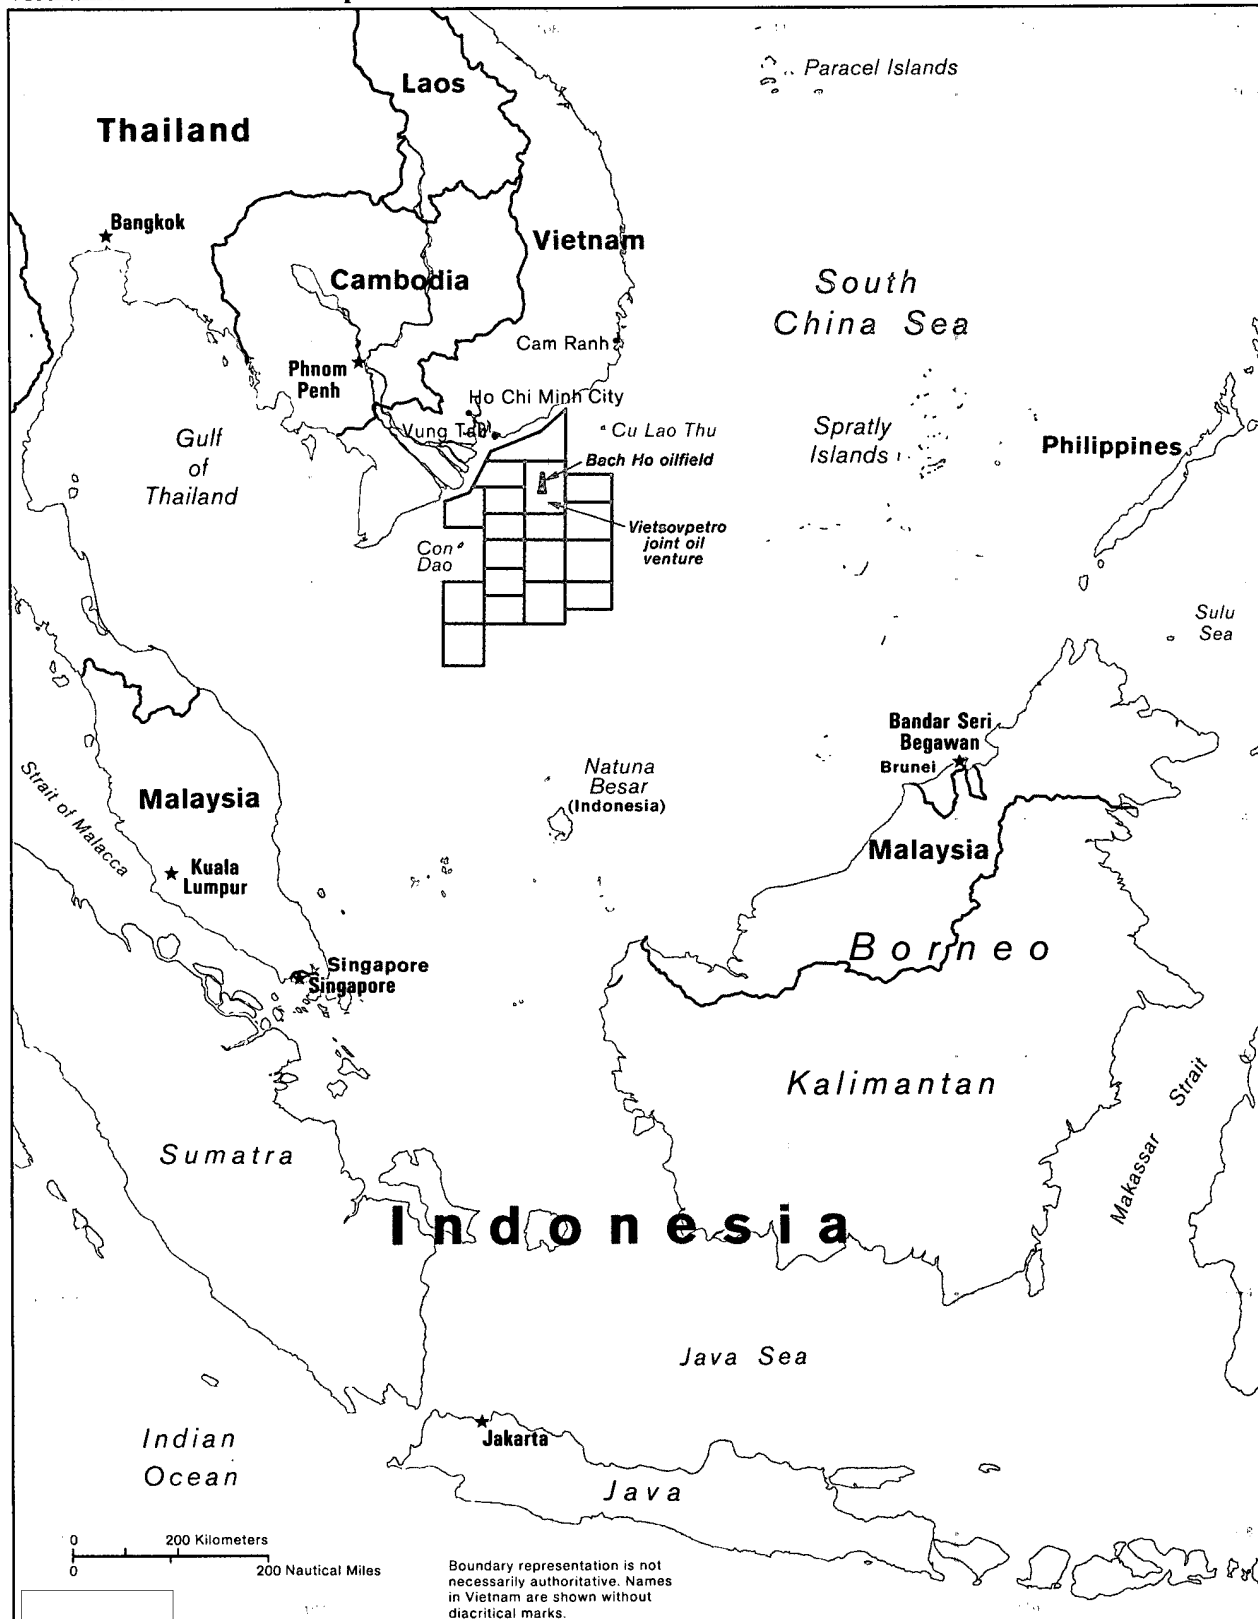 Paracel Islands
Laos
Thailand
Bangkok
Vietnam
Cambodia
South
China Sea
Cam Ranh
Phnom
Penh
Ho Chi Minh City
Vung Tau
Cu Lao Thu
Gulf
of
Thailand
Spratly
Islands
Philippines
Bach Ho oilfield
Vietsovpetro
joint oil
venture
Con
Dao
Sulu
Sea
Bandar Seri
Begawan
Brunei
Natuna
Besar
(Indonesia)
Strait of Malacca
Malaysia
Malaysia
Kuala
Lumpur
Borneo
Singapore
Singapore
Kalimantan
Makassar Strait
Sumatra
Indonesia
Java Sea
Indian
Ocean
Jakarta
Java
0 200 Kilometers
0 200 Nautical Miles
Boundary representation is not
necessarily authoritative. Names
in Vietnam are shown without
diacritical marks.